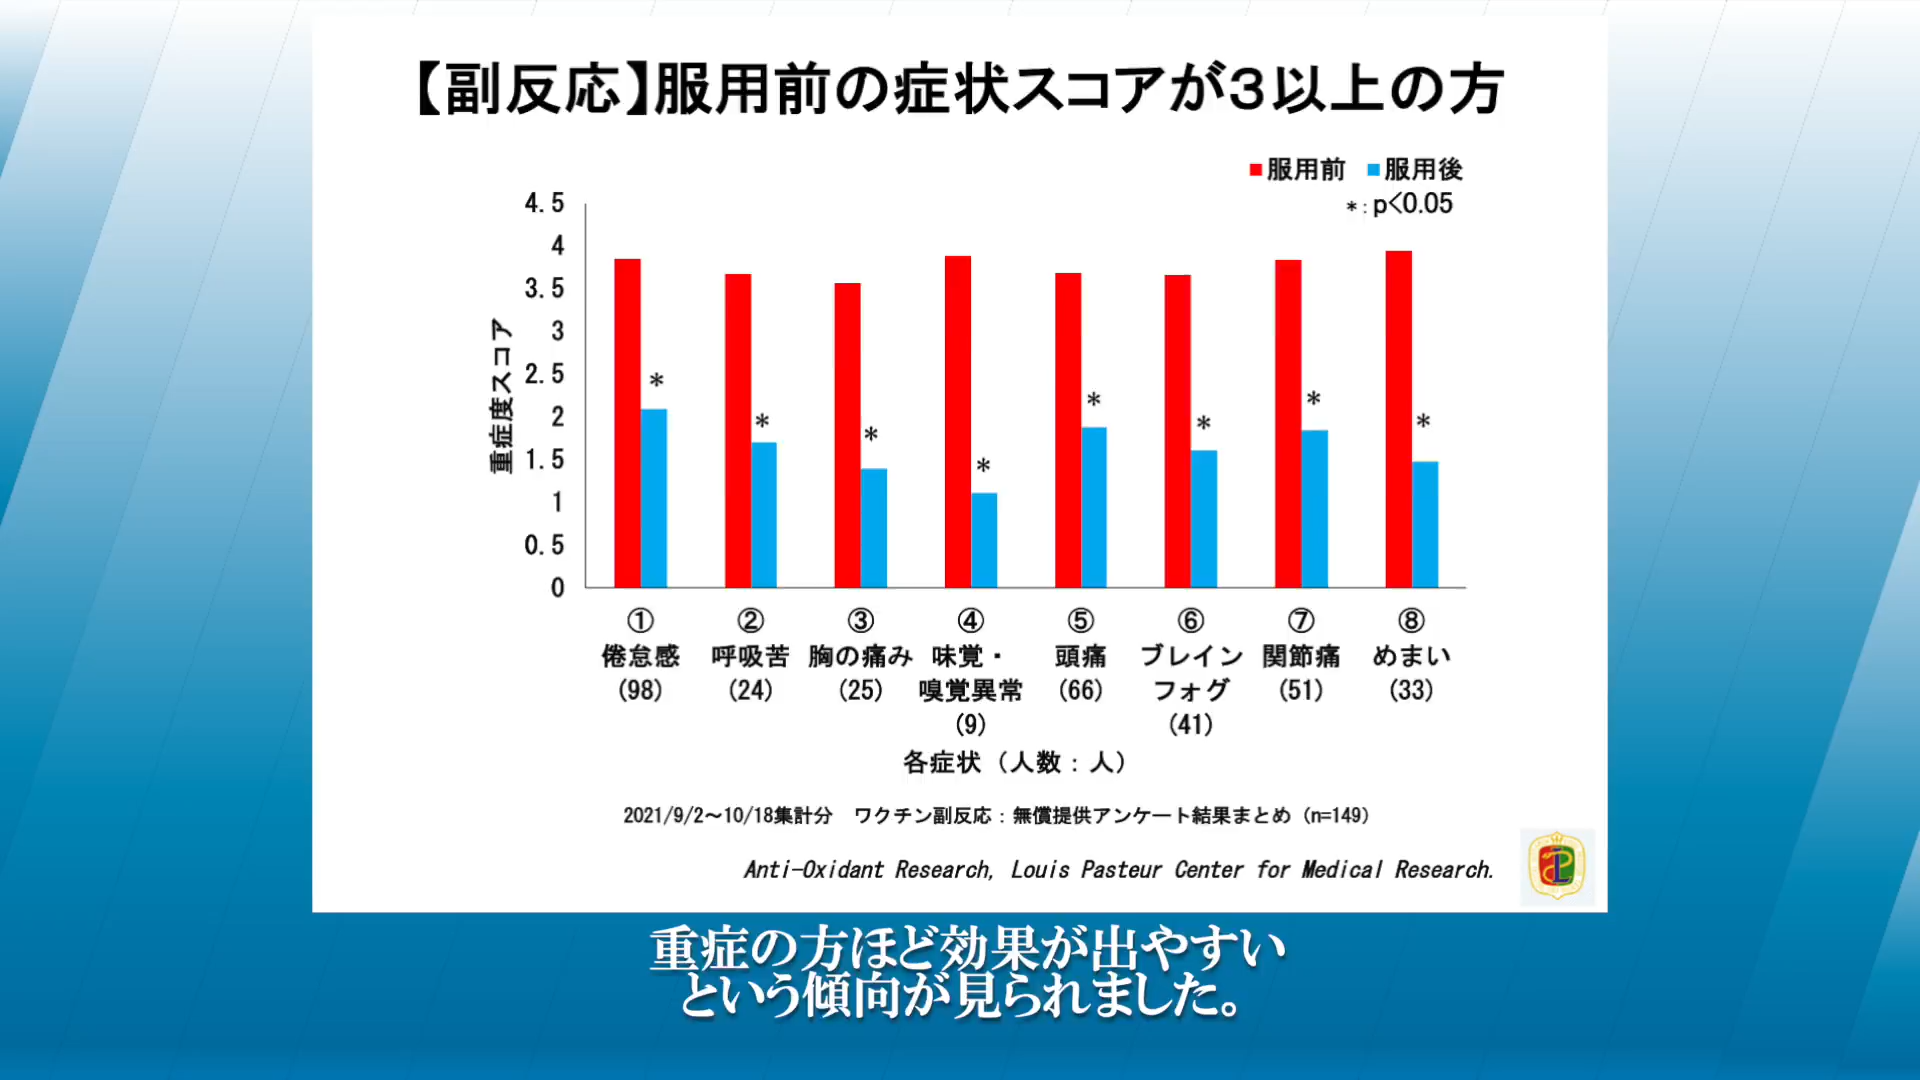 【副反応】服用前の症状スコアが3以上の方
■服用前 ■服用後
*：p<0.05
重症度スコア
4.5
4
3.5
3
2.5
2
1.5
1
0.5
0
* * * * * * * *
① ② ③ ④ ⑤ ⑥ ⑦ ⑧
倦怠感 呼吸苦 胸の痛み 味覚・ 頭痛 ブレイン 関節痛 めまい
(98) (24) (25) 嗅覚異常 (66) フォグ (51) (33)
(9) (41)
各症状（人数：人）
2021/9/2～10/18集計分　ワクチン副反応：無償提供アンケート結果まとめ（n=149）
Anti-Oxidant Research, Louis Pasteur Center for Medical Research.
重症の方ほど効果が出やすい
という傾向が見られました。